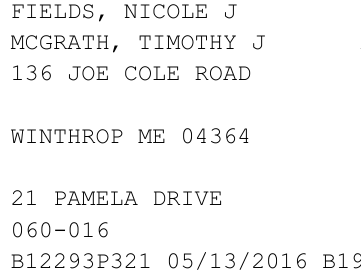 FIELDS, NICOLE J
MCGRATH, TIMOTHY J
136 JOE COLE ROAD
WINTHROP ME 04364
21 PAMELA DRIVE
060-016
B12293P321 05/13/2016 B19